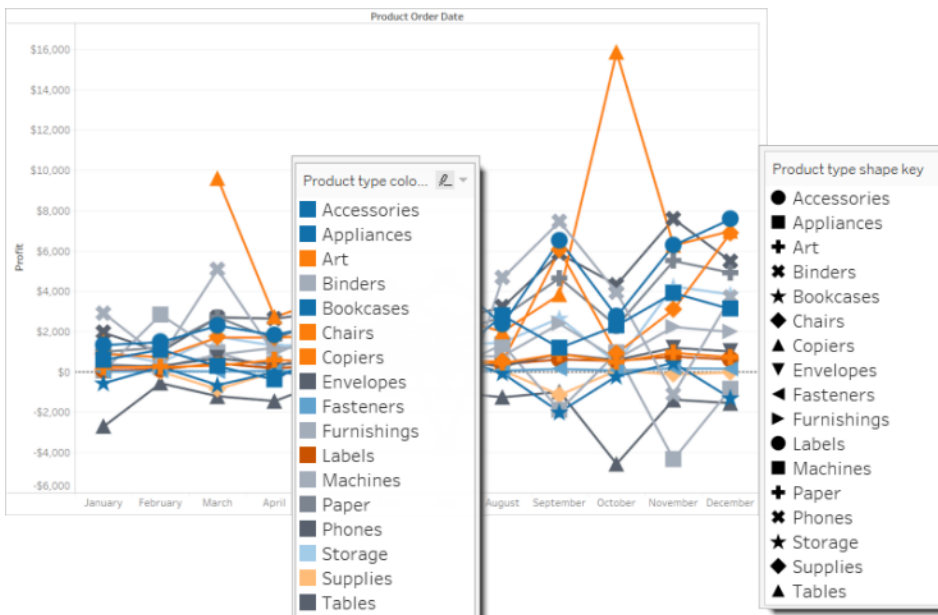 Product Order Date
$16,000
$14,000
$12,000
$10,000
$8,000
$6,000
$4,000
$2,000
$0
-$2,000
-$4,000
-$6,000
Profit
January February March April August September October November December
Product type colo...
Accessories
Appliances
Art
Binders
Bookcases
Chairs
Copiers
Envelopes
Fasteners
Furnishings
Labels
Machines
Paper
Phones
Storage
Supplies
Tables
Product type shape key
Accessories
Appliances
Art
Binders
Bookcases
Chairs
Copiers
Envelopes
Fasteners
Furnishings
Labels
Machines
Paper
Phones
Storage
Supplies
Tables